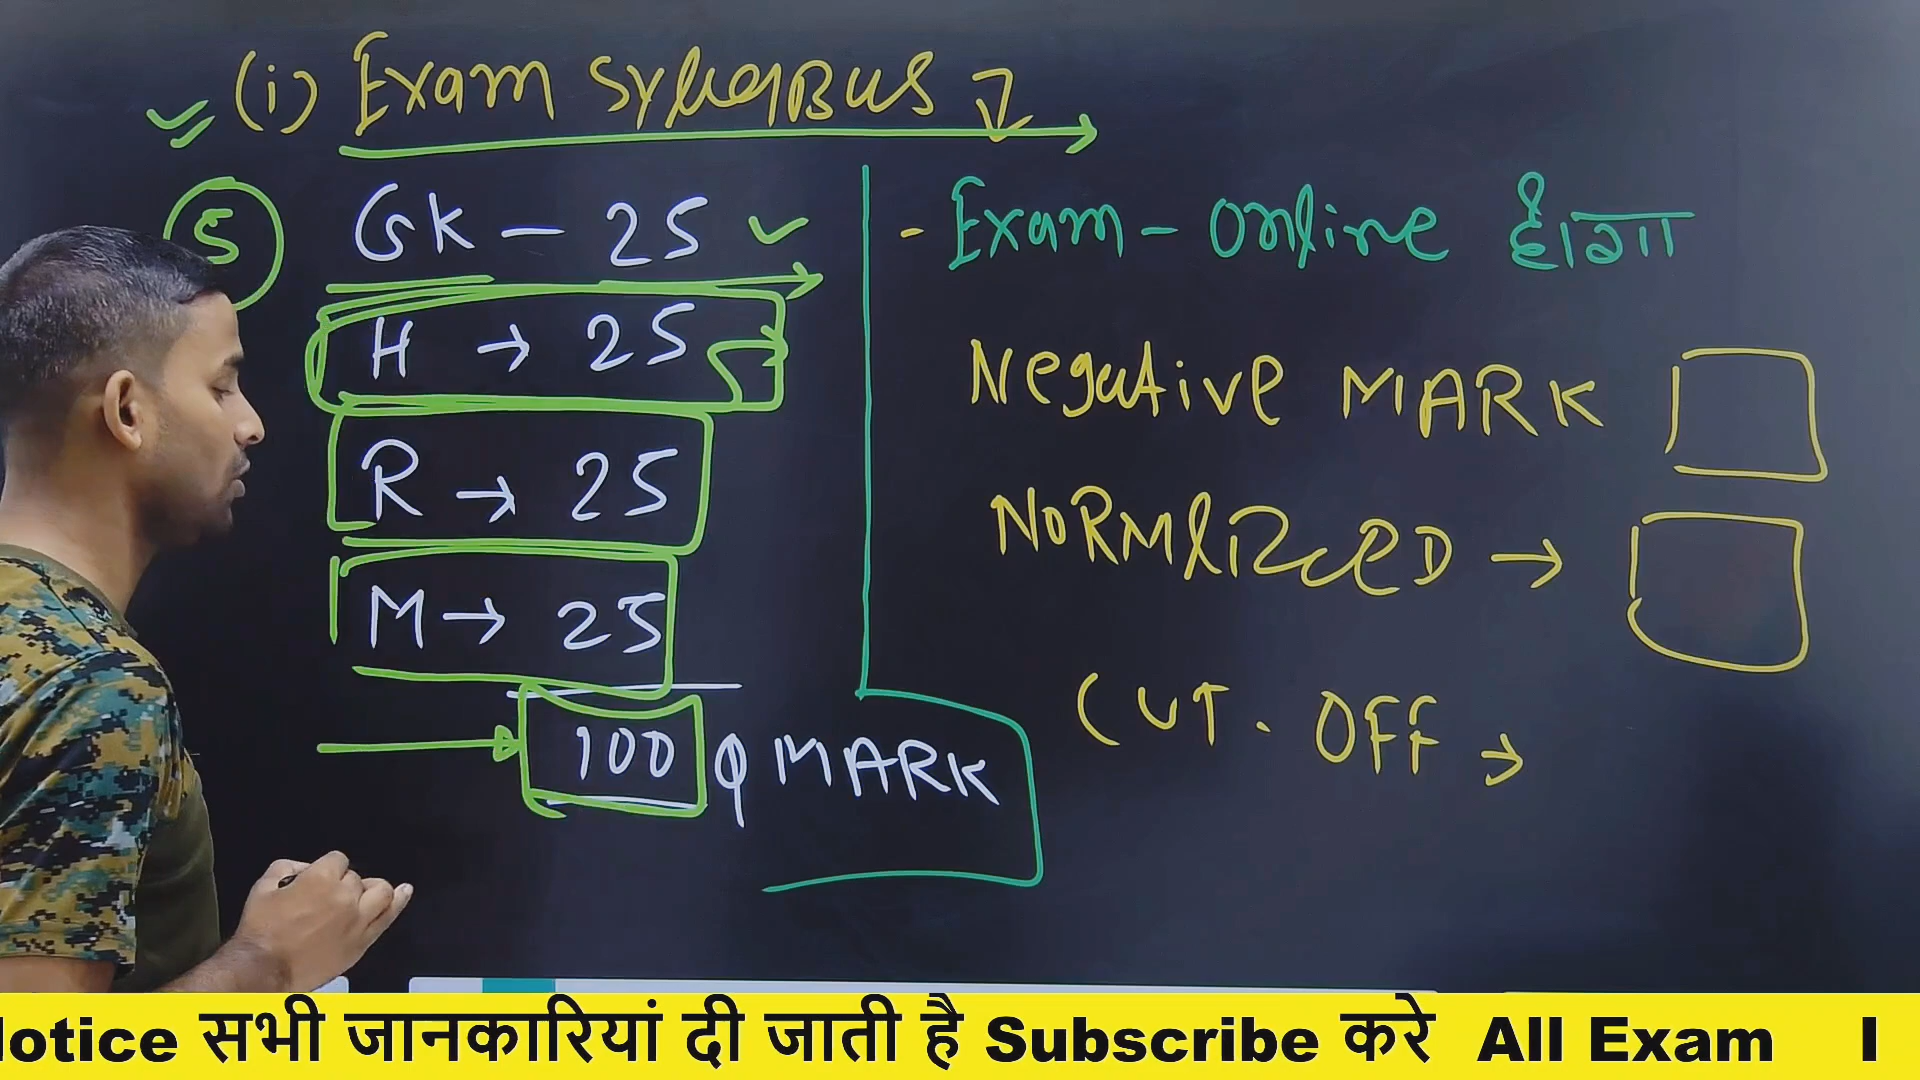 (i) Exam SyllaBUS
5
GK - 25
H → 25
R → 25
M → 25
100 Q MARK
- Exam - online होगा
Negative MARK
NORMlIZeD →
CUT - OFF →
Notice सभी जानकारियां दी जाती है Subscribe करे All Exam I